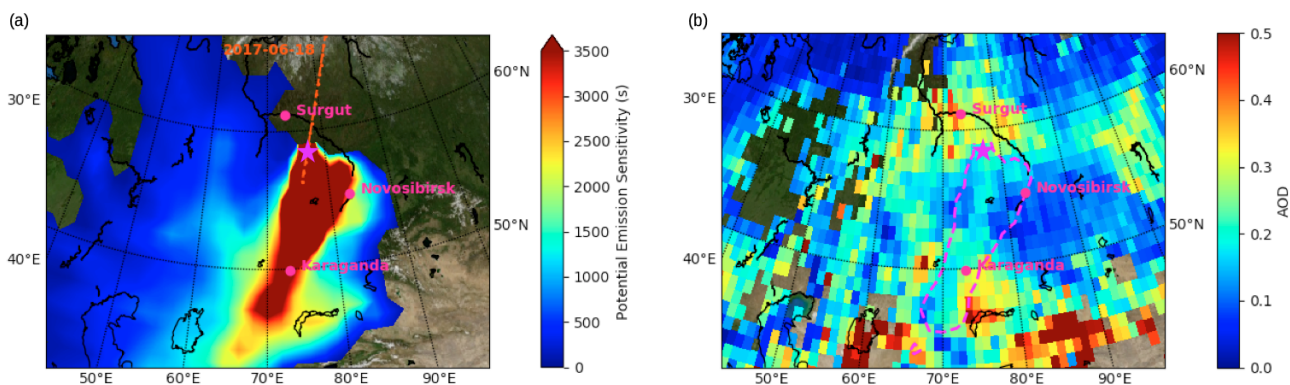 (a)
2017-06-18
Surgut
Novosibirsk
Karaganda
30°E
40°E
50°E
60°E
70°E
80°E
90°E
60°N
50°N
3500
3000
2500
2000
1500
1000
500
0
Potential Emission Sensitivity (s)
(b)
Surgut
Novosibirsk
Karaganda
30°E
40°E
50°E
60°E
70°E
80°E
90°E
60°N
50°N
0.5
0.4
0.3
0.2
0.1
0.0
AOD